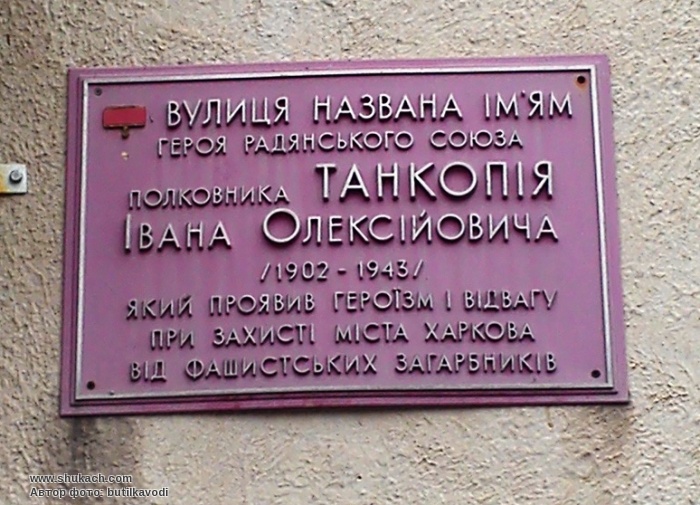 ВУЛИЦЯ НАЗВАНА ІМ'ЯМ
ГЕРОЯ РАДЯНСЬКОГО СОЮЗА
ПОЛКОВНИКА ТАНКОПІЯ
ІВАНА ОЛЕКСІЙОВИЧА
/1902 - 1943/
ЯКИЙ ПРОЯВИВ ГЕРОЇЗМ І ВІДВАГУ
ПРИ ЗАХИСТІ МІСТА ХАРКОВА
ВІД ФАШИСТСЬКИХ ЗАГАРБНИКІВ
www.shukach.com
Автор фото: butilkavodi